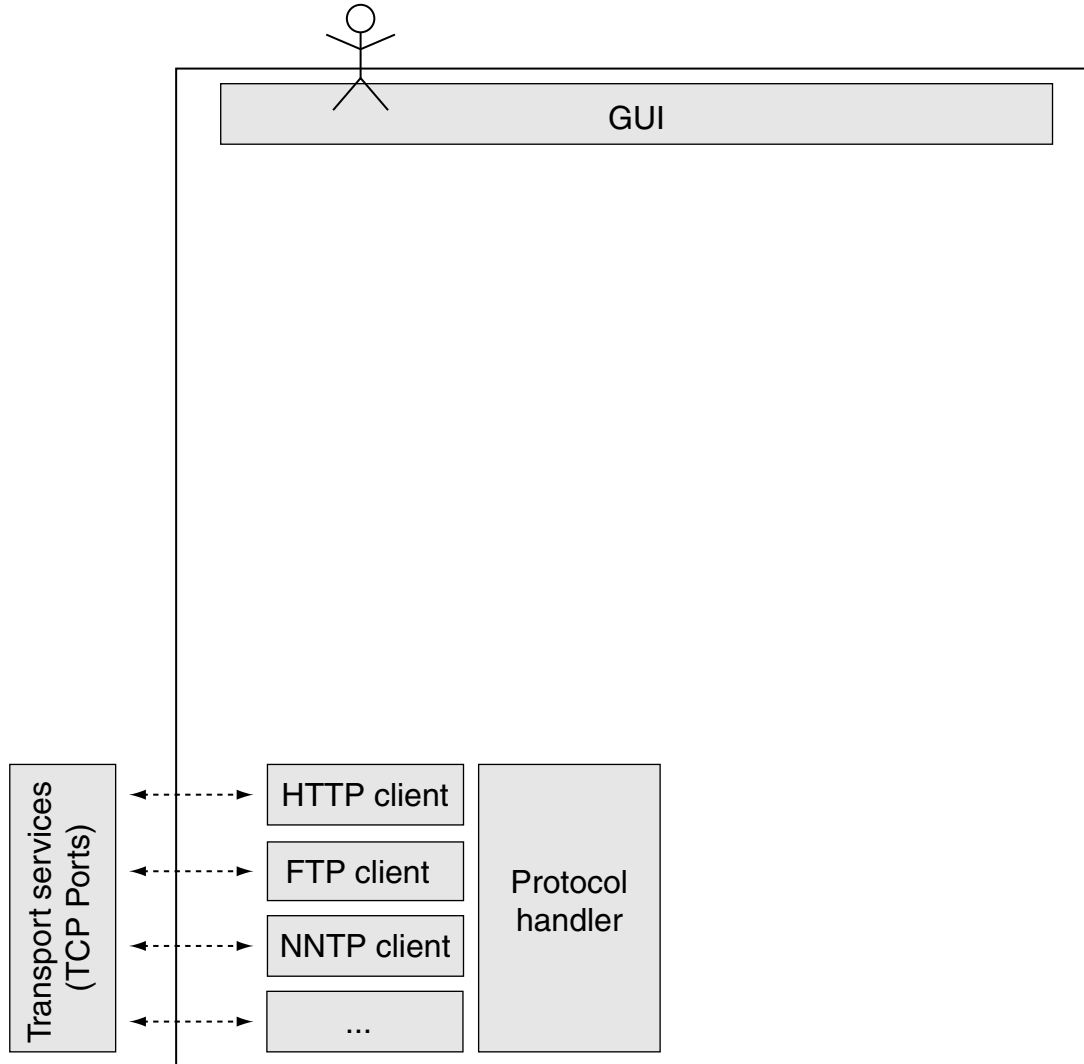 GUI
Transport services
(TCP Ports)
HTTP client
FTP client
NNTP client
...
Protocol
handler